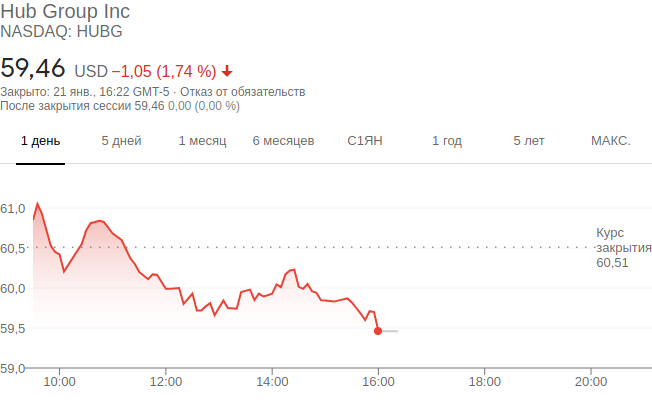 Hub Group Inc
NASDAQ: HUBG
59,46 USD −1,05 (1,74 %)
Закрыто: 21 янв., 16:22 GMT-5 · Отказ от обязательств
После закрытия сессии 59,46 0,00 (0,00 %)
1 день 5 дней 1 месяц 6 месяцев С1ЯН 1 год 5 лет МАКС.
61,0
Курс
60,5 закрытия
60,51
60,0
59,5
59,0
10:00 12:00 14:00 16:00 18:00 20:00